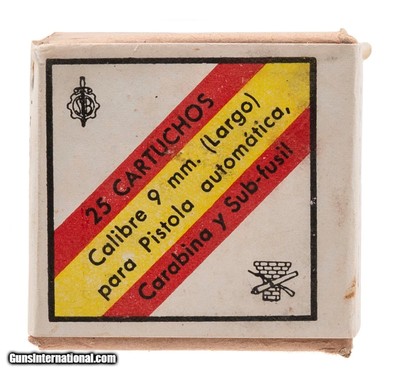 25 CARTUCHOS
Calibre 9 mm. (Largo)
para Pistola automática,
Carabina y Sub-fusil
GunsInternational.com